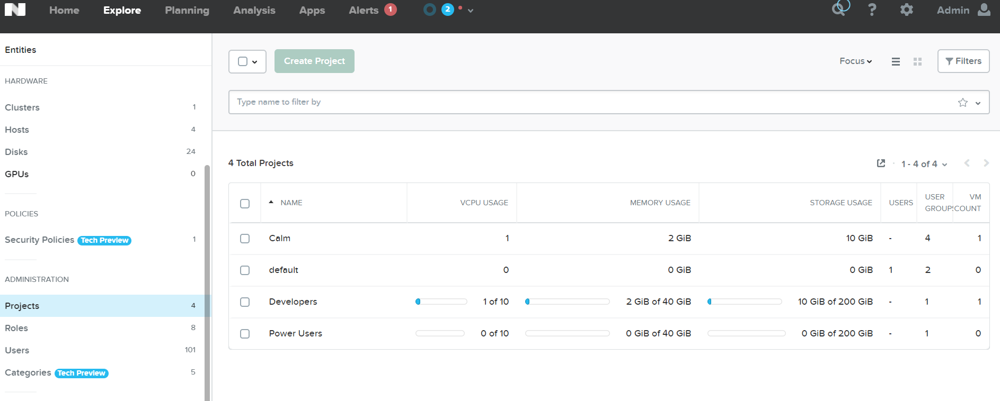 Home Explore Planning Analysis Apps Alerts 1 2 ? Admin
Entities
HARDWARE
Clusters 1
Hosts 4
Disks 24
GPUs 0
POLICIES
Security Policies Tech Preview 1
ADMINISTRATION
Projects 4
Roles 8
Users 101
Categories Tech Preview 5
Create Project Focus Filters
Type name to filter by
4 Total Projects 1 - 4 of 4
NAME VCPU USAGE MEMORY USAGE STORAGE USAGE USERS USER GROUPS VM COUNT
Calm 1 2 GiB 10 GiB - 4 1
default 0 0 GiB 0 GiB 1 2 0
Developers 1 of 10 2 GiB of 40 GiB 10 GiB of 200 GiB - 1 1
Power Users 0 of 10 0 GiB of 40 GiB 0 GiB of 200 GiB - 1 0